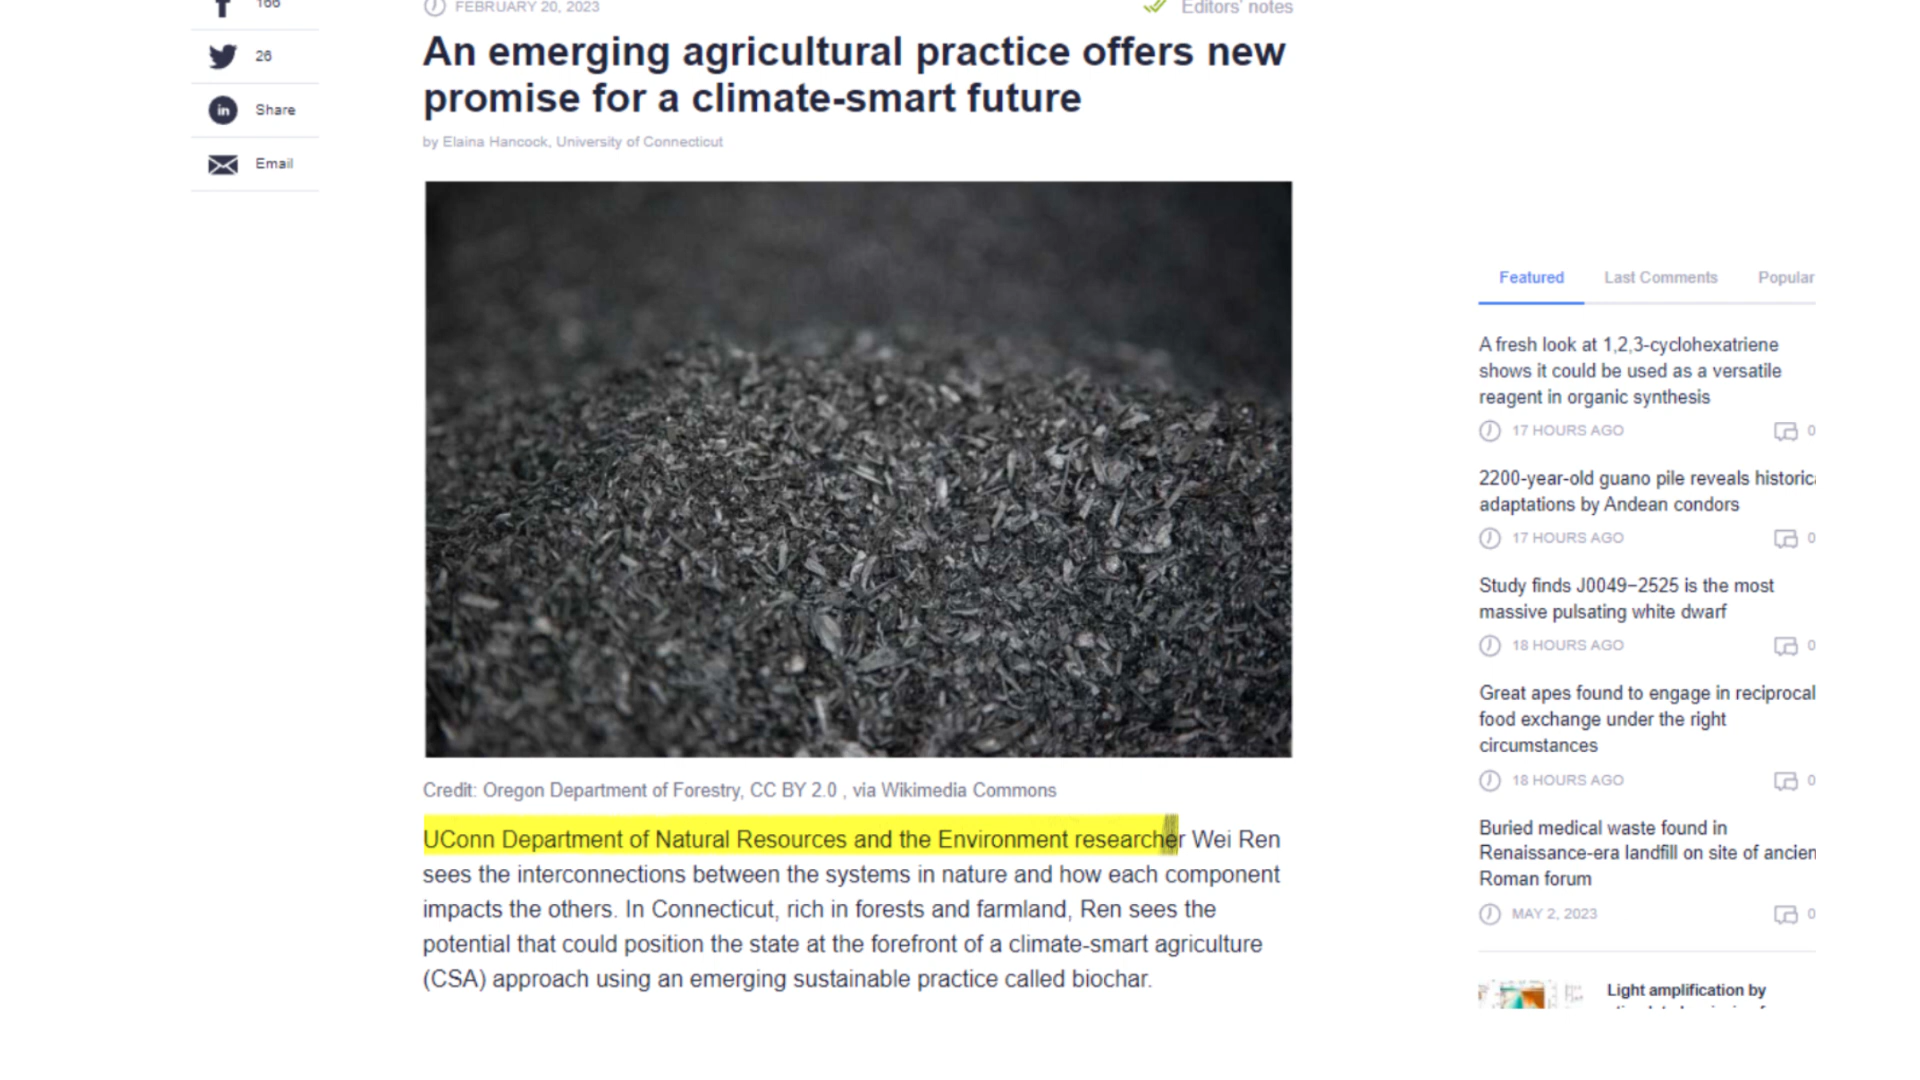 166
26
Share
Email
FEBRUARY 20, 2023
Editors' notes
An emerging agricultural practice offers new
promise for a climate-smart future
by Elaina Hancock, University of Connecticut
Credit: Oregon Department of Forestry, CC BY 2.0 , via Wikimedia Commons
UConn Department of Natural Resources and the Environment researcher Wei Ren
sees the interconnections between the systems in nature and how each component
impacts the others. In Connecticut, rich in forests and farmland, Ren sees the
potential that could position the state at the forefront of a climate-smart agriculture
(CSA) approach using an emerging sustainable practice called biochar.
Featured Last Comments Popular
A fresh look at 1,2,3-cyclohexatriene
shows it could be used as a versatile
reagent in organic synthesis
17 HOURS AGO 0
2200-year-old guano pile reveals historic
adaptations by Andean condors
17 HOURS AGO 0
Study finds J0049−2525 is the most
massive pulsating white dwarf
18 HOURS AGO 0
Great apes found to engage in reciprocal
food exchange under the right
circumstances
18 HOURS AGO 0
Buried medical waste found in
Renaissance-era landfill on site of ancien
Roman forum
MAY 2, 2023 0
Light amplification by